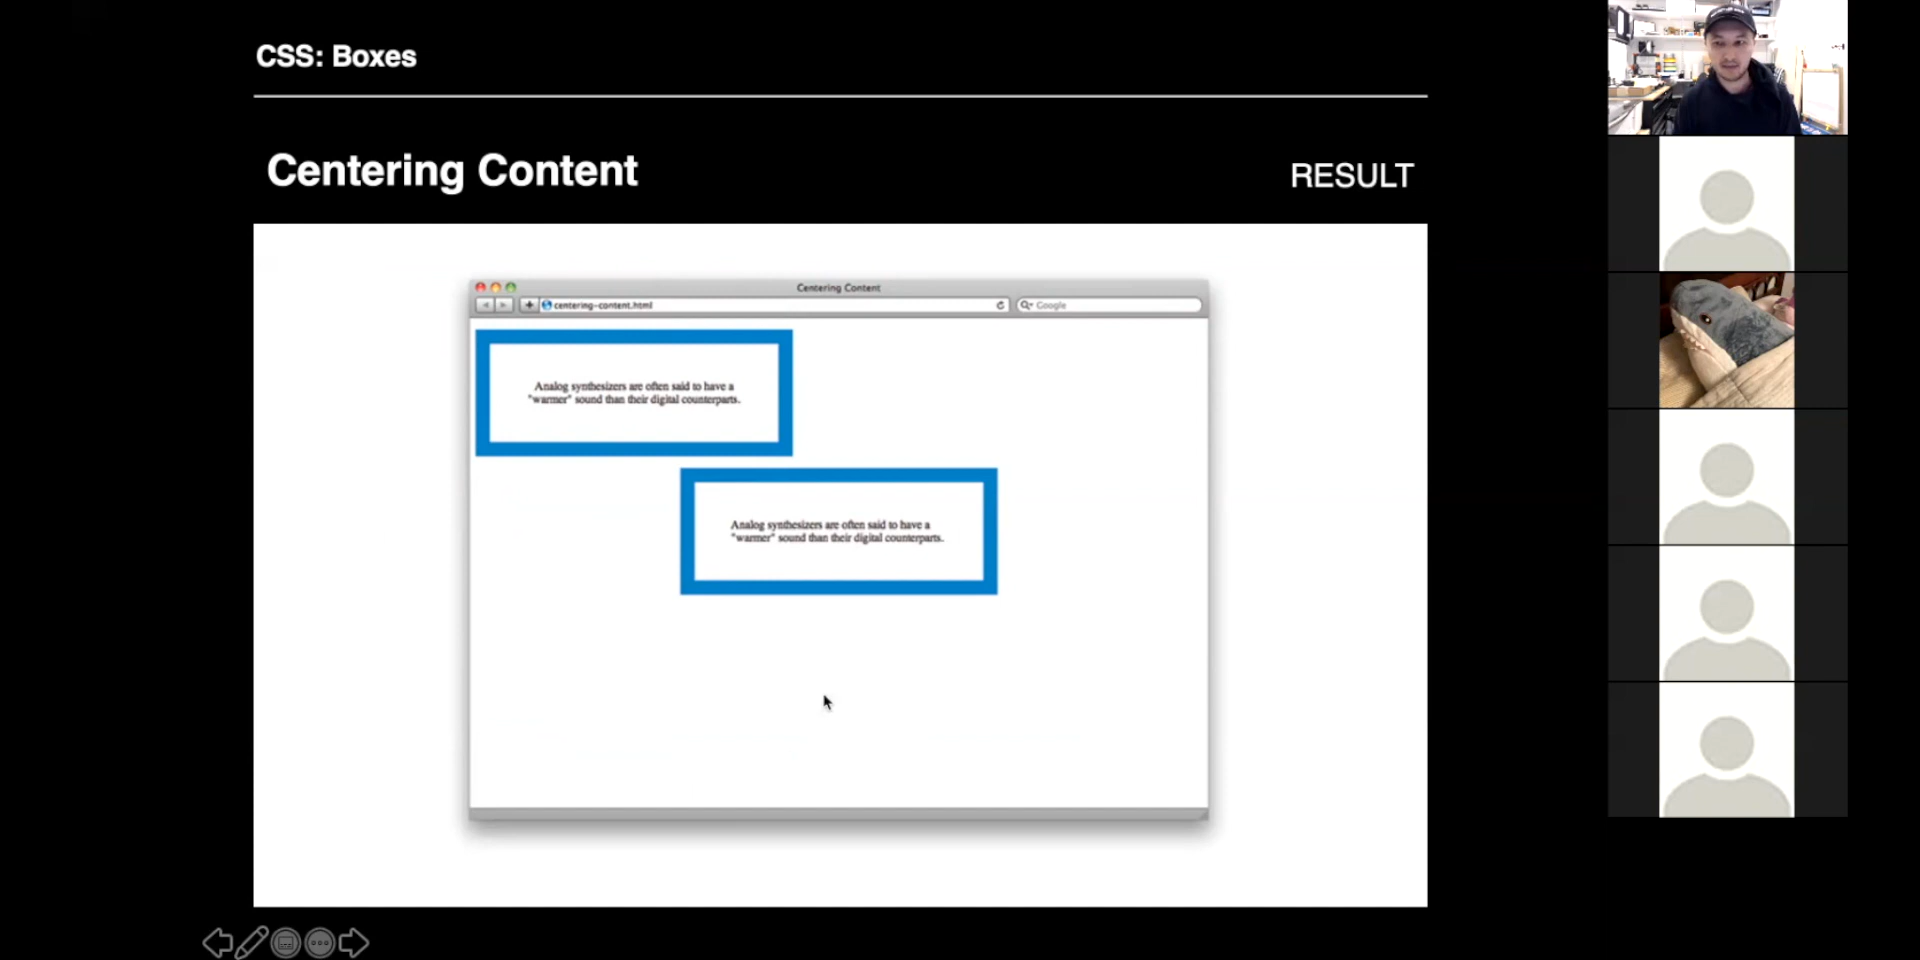 CSS: Boxes
Centering Content
RESULT
Centering Content
centering-content.html
Google
Analog synthesizers are often said to have a
"warmer" sound than their digital counterparts.
Analog synthesizers are often said to have a
"warmer" sound than their digital counterparts.